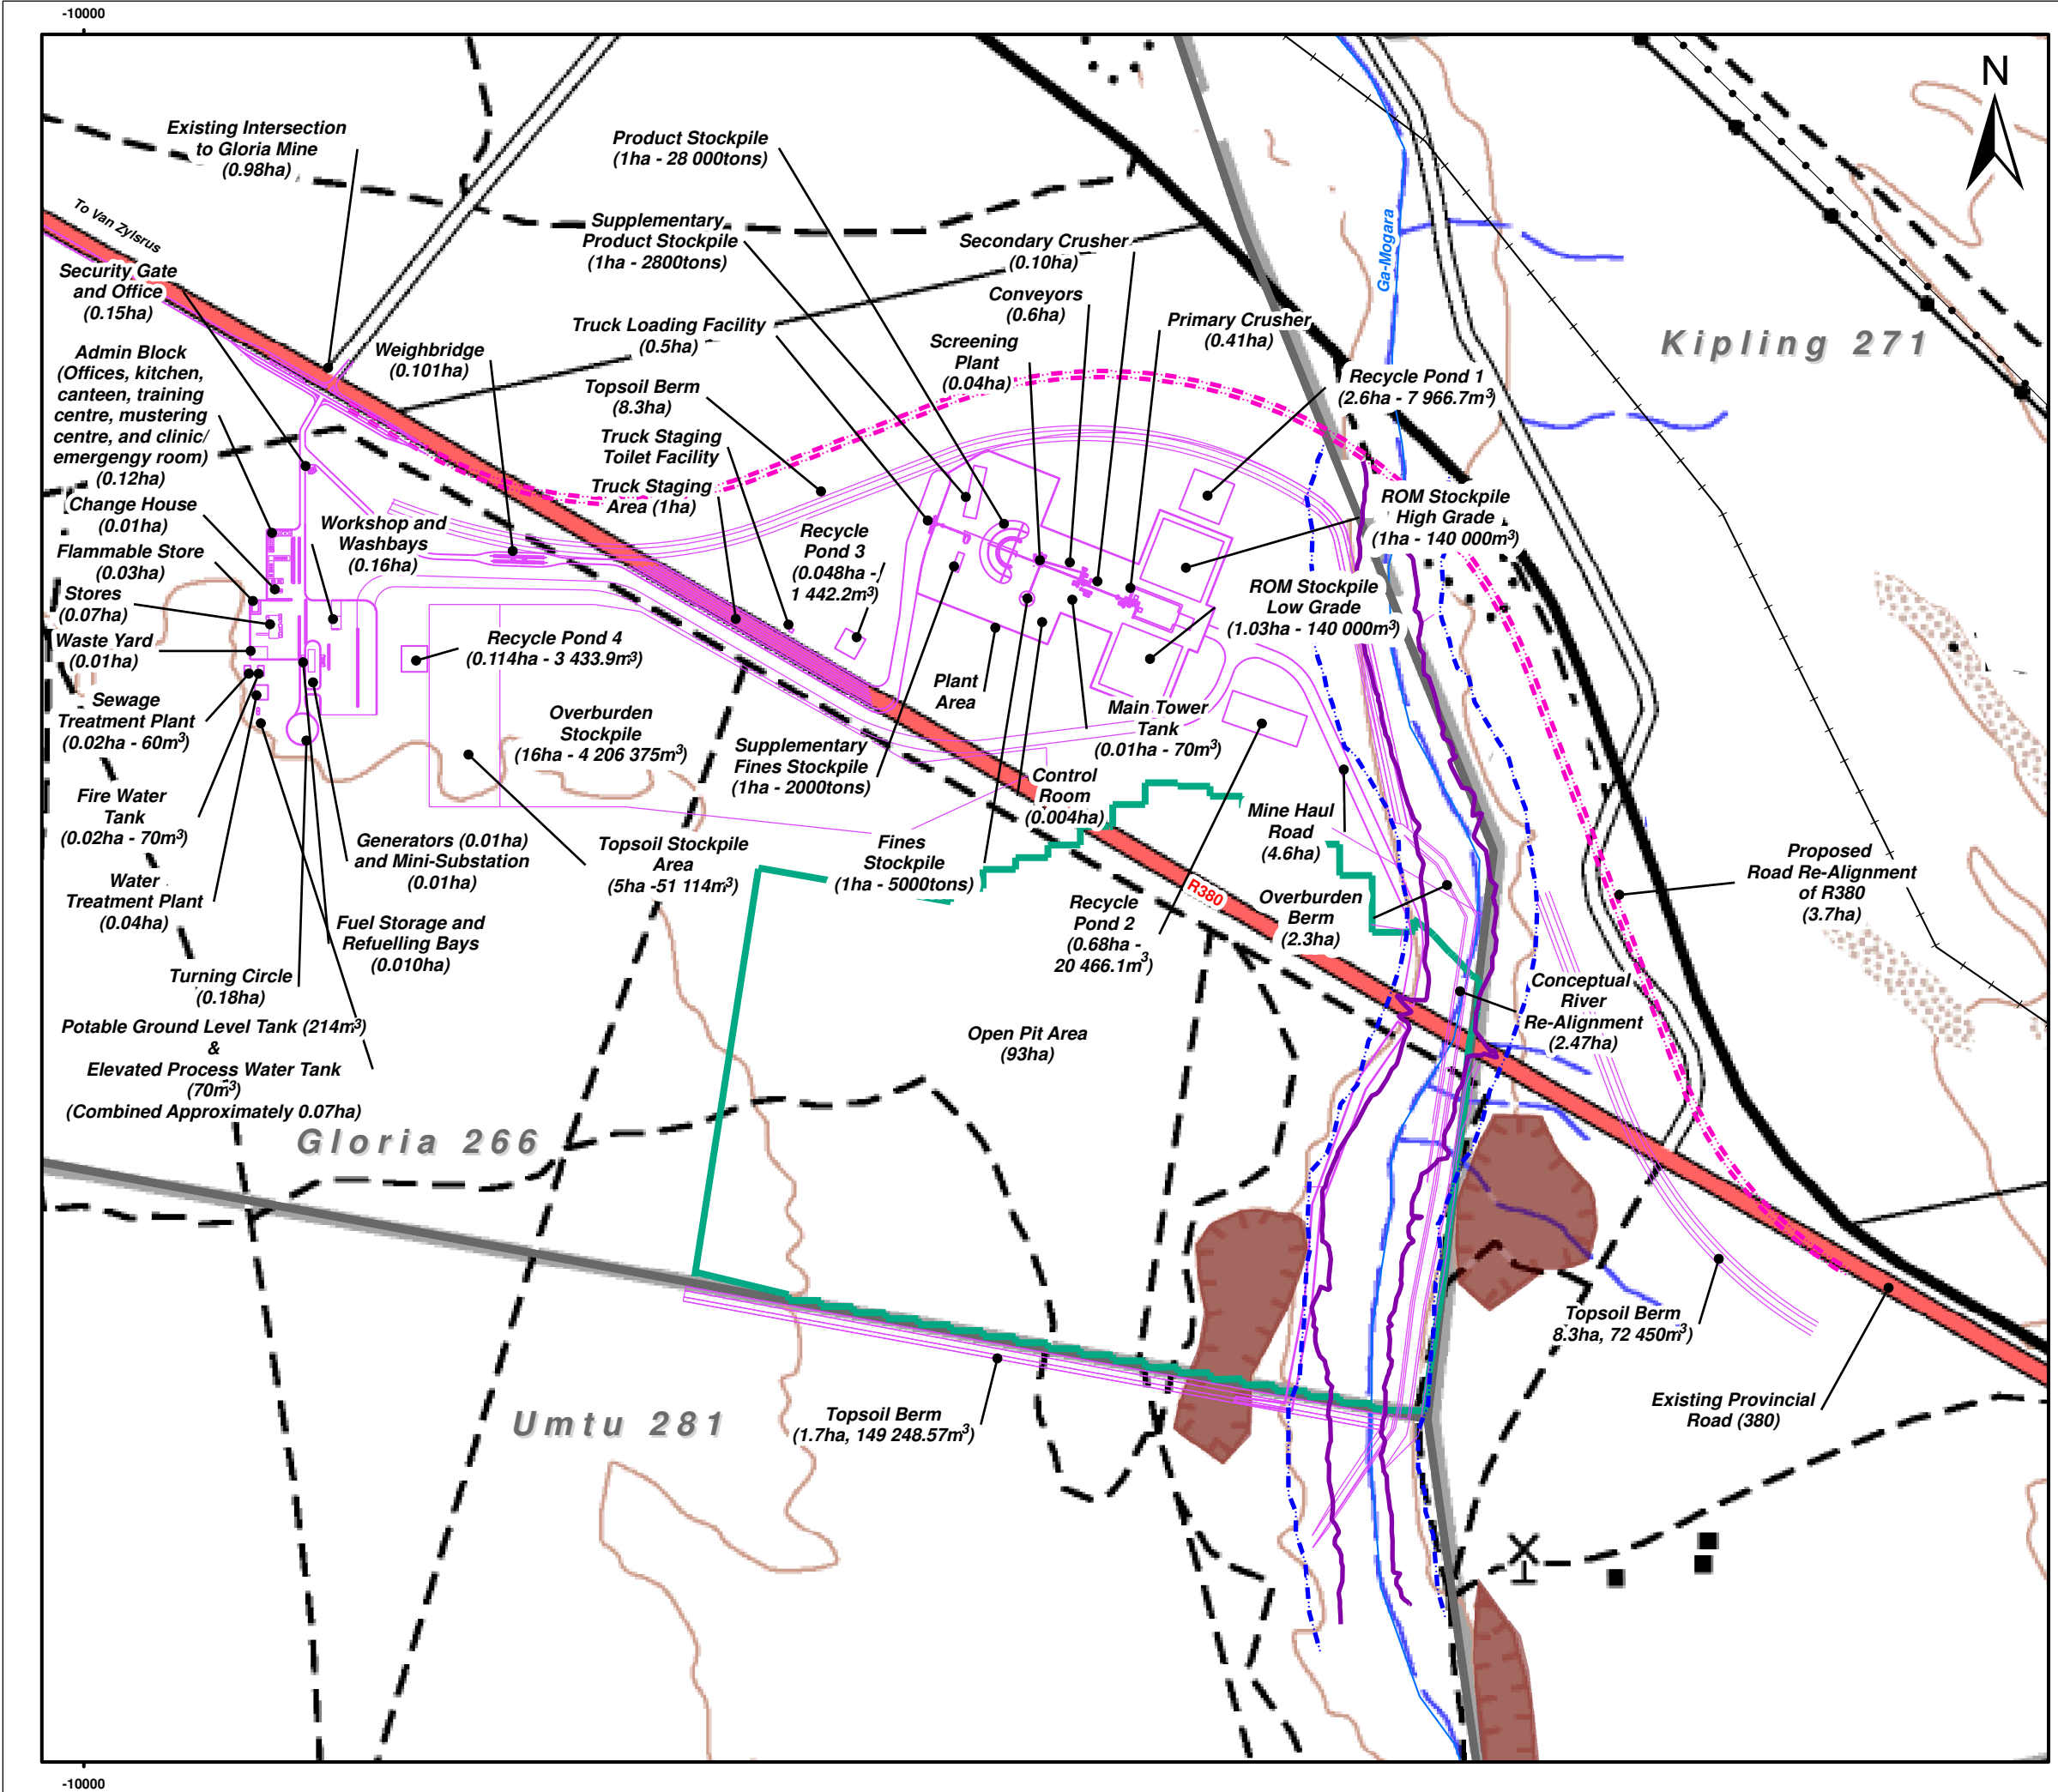 -10000
N
Existing Intersection
to Gloria Mine
(0.98ha)
Product Stockpile
(1ha - 28 000tons)
To Van Zylsrus
Supplementary
Product Stockpile
(1ha - 2800tons)
Secondary Crusher
(0.10ha)
Ga-Mogara
Security Gate
and Office
(0.15ha)
Conveyors
(0.6ha)
Truck Loading Facility
(0.5ha)
Primary Crusher
(0.41ha)
Kipling 271
Screening
Plant
(0.04ha)
Admin Block
(Offices, kitchen,
canteen, training
centre, mustering
centre, and clinic/
emergengy room)
(0.12ha)
Weighbridge
(0.101ha)
Topsoil Berm
(8.3ha)
Recycle Pond 1
(2.6ha - 7 966.7m³)
Truck Staging
Toilet Facility
Truck Staging
Area (1ha)
Change House
(0.01ha)
Workshop and
Washbays
(0.16ha)
Recycle
Pond 3
(0.048ha -
1 442.2m³)
ROM Stockpile
High Grade
(1ha - 140 000m³)
Flammable Store
(0.03ha)
Stores
(0.07ha)
ROM Stockpile
Low Grade
(1.03ha - 140 000m³)
Waste Yard
(0.01ha)
Recycle Pond 4
(0.114ha - 3 433.9m³)
Plant
Area
Sewage
Treatment Plant
(0.02ha - 60m³)
Overburden
Stockpile
(16ha - 4 206 375m³)
Main Tower
Tank
(0.01ha - 70m³)
Supplementary
Fines Stockpile
(1ha - 2000tons)
Control
Room
(0.004ha)
Fire Water
Tank
(0.02ha - 70m³)
Mine Haul
Road
(4.6ha)
Generators (0.01ha)
and Mini-Substation
(0.01ha)
Topsoil Stockpile
Area
(5ha -51 114m³)
Fines
Stockpile
(1ha - 5000tons)
Proposed
Road Re-Alignment
of R380
(3.7ha)
Water
Treatment Plant
(0.04ha)
R380
Recycle
Pond 2
(0.68ha -
20 466.1m³)
Overburden
Berm
(2.3ha)
Fuel Storage and
Refuelling Bays
(0.010ha)
Turning Circle
(0.18ha)
Conceptual
River
Re-Alignment
(2.47ha)
Potable Ground Level Tank (214m³)
&
Elevated Process Water Tank
(70m³)
(Combined Approximately 0.07ha)
Open Pit Area
(93ha)
Gloria 266
Topsoil Berm
8.3ha, 72 450m³)
Umtu 281
Topsoil Berm
(1.7ha, 149 248.57m³)
Existing Provincial
Road (380)
-10000